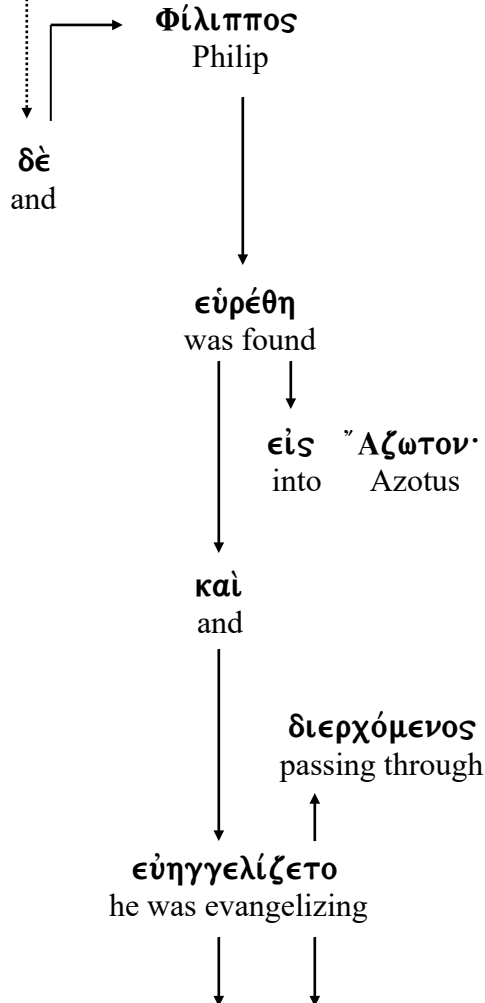 Φίλιππος
Philip
δὲ
and
εὑρέθη
was found
εἰς Ἄζωτον·
into Azotus
καὶ
and
διερχόμενος
passing through
εὐηγγελίζετο
he was evangelizing